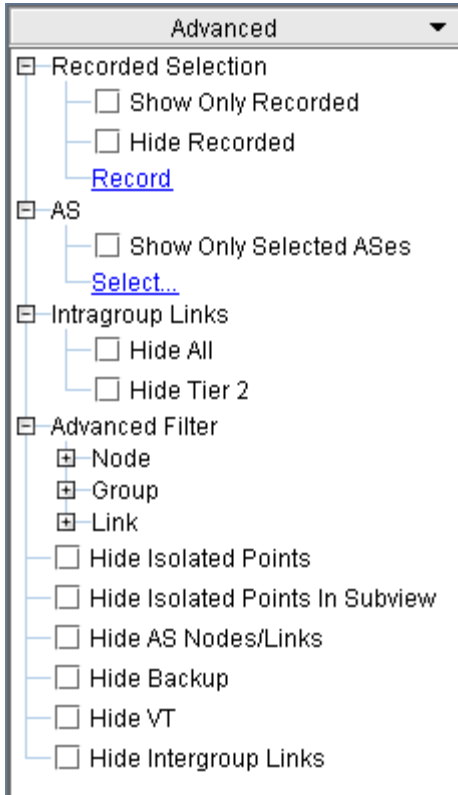 Advanced
Recorded Selection
Show Only Recorded
Hide Recorded
Record
AS
Show Only Selected ASes
Select...
Intragroup Links
Hide All
Hide Tier 2
Advanced Filter
Node
Group
Link
Hide Isolated Points
Hide Isolated Points In Subview
Hide AS Nodes/Links
Hide Backup
Hide VT
Hide Intergroup Links